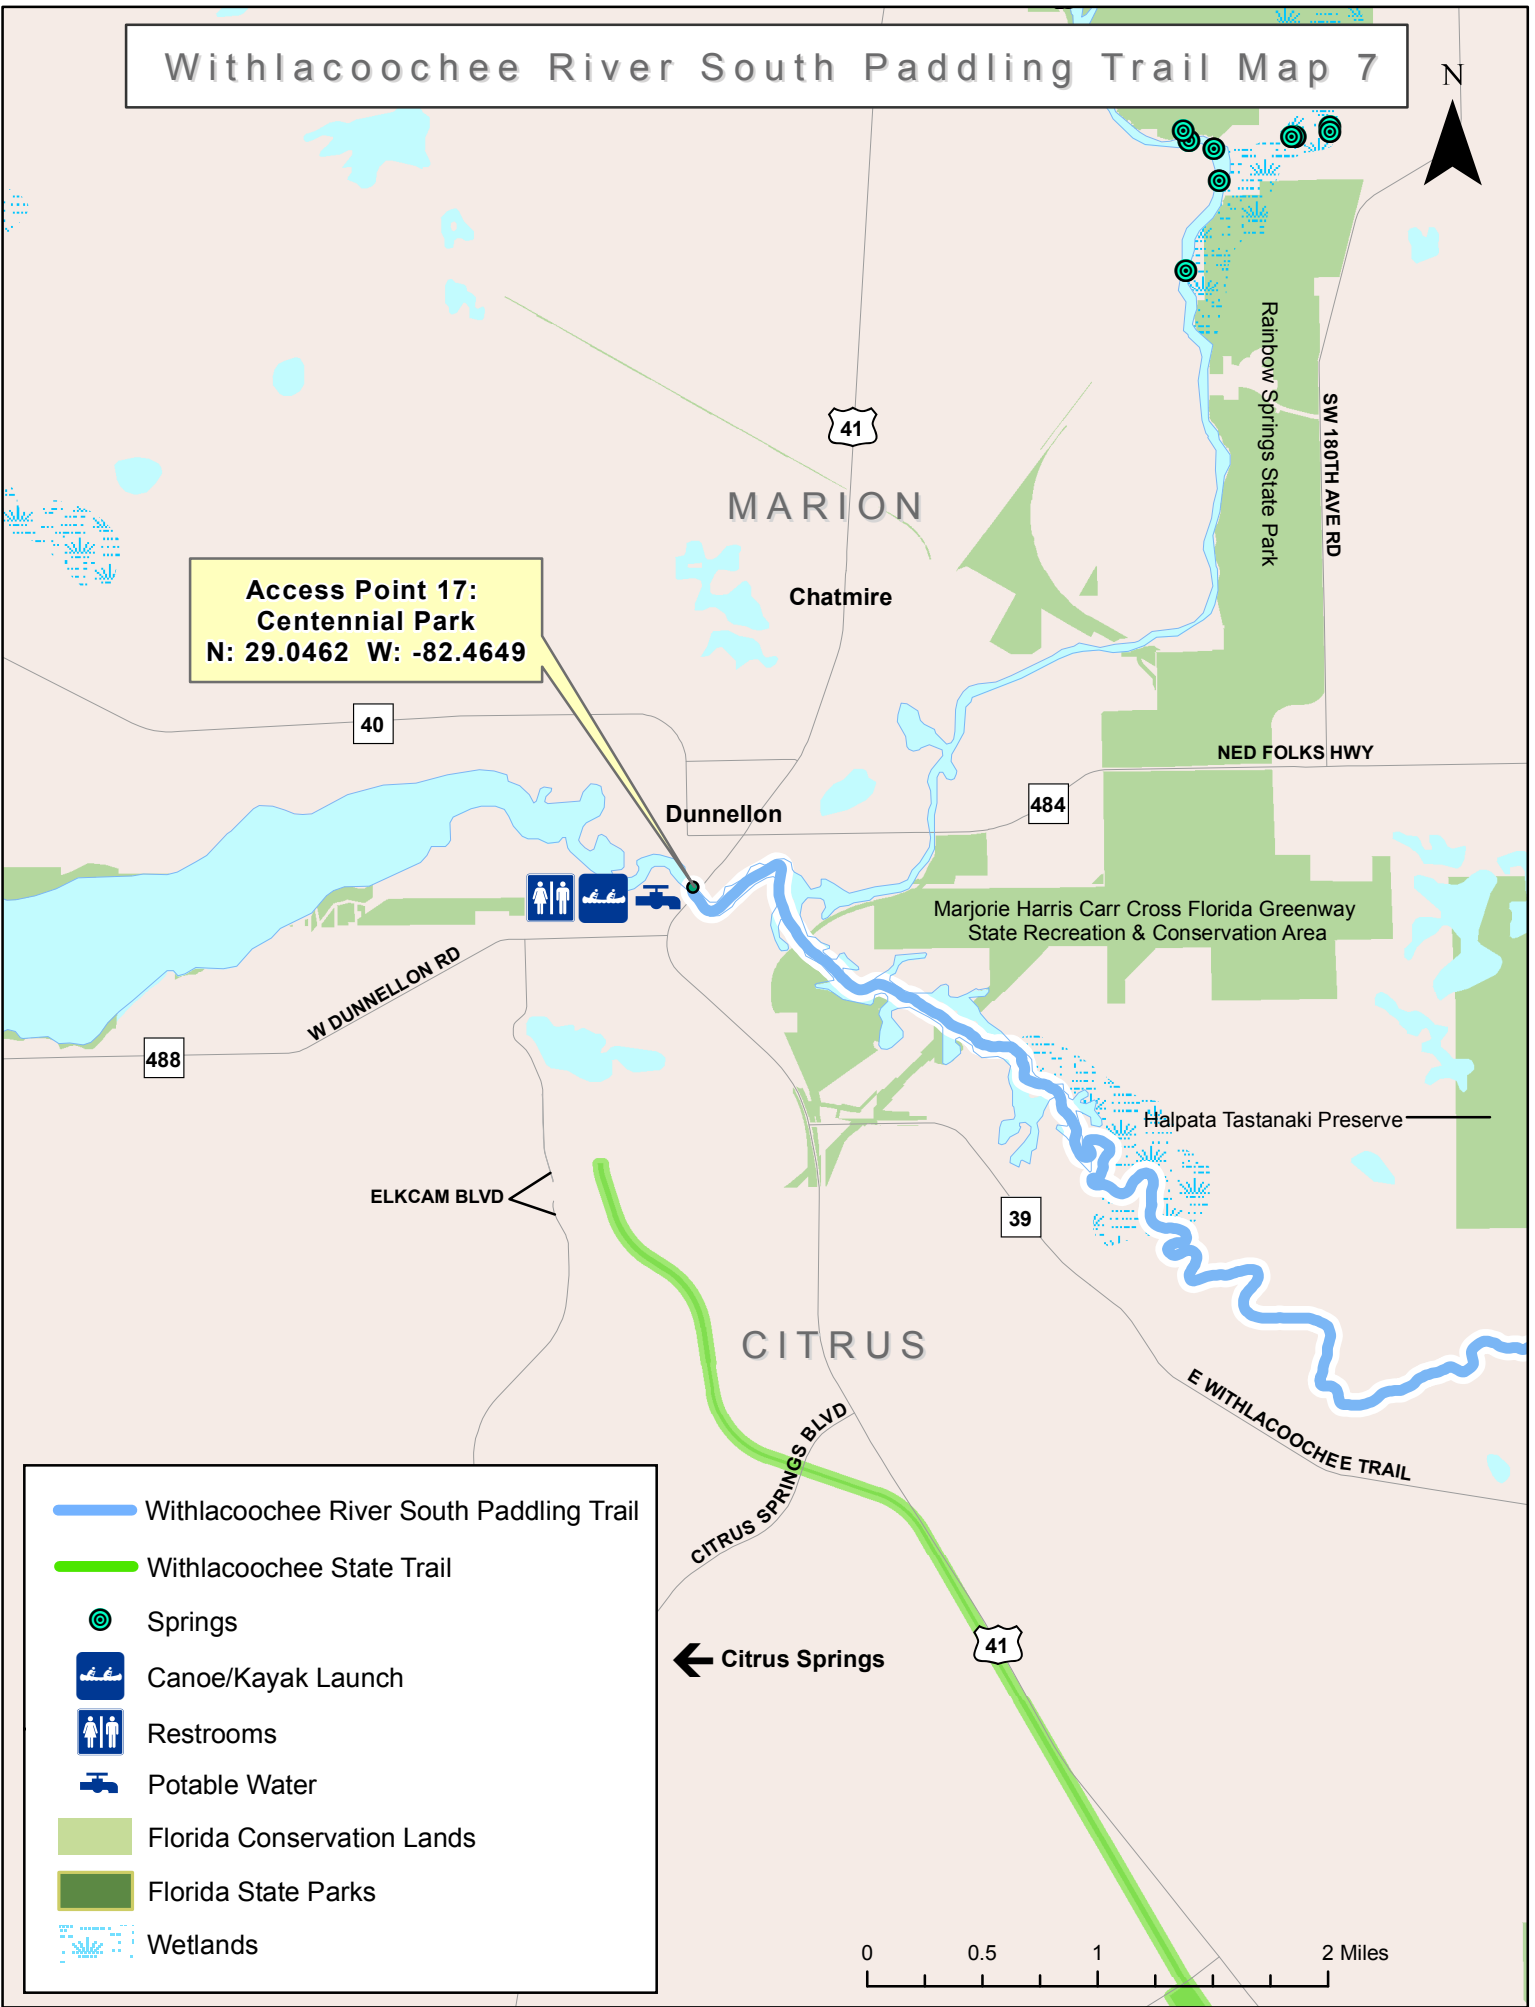 Withlacoochee River South Paddling Trail Map 7
N
Rainbow Springs State Park
SW 180TH AVE RD
41
MARION
Chatmire
Access Point 17:
Centennial Park
N: 29.0462 W: -82.4649
40
NED FOLKS HWY
484
Dunnellon
Marjorie Harris Carr Cross Florida Greenway
State Recreation & Conservation Area
W DUNNELLON RD
488
Halpata Tastanaki Preserve
ELKCAM BLVD
39
CITRUS
E WITHLACOOCHEE TRAIL
CITRUS SPRINGS BLVD
41
Citrus Springs
Withlacoochee River South Paddling Trail
Withlacoochee State Trail
Springs
Canoe/Kayak Launch
Restrooms
Potable Water
Florida Conservation Lands
Florida State Parks
Wetlands
0 0.5 1 2 Miles